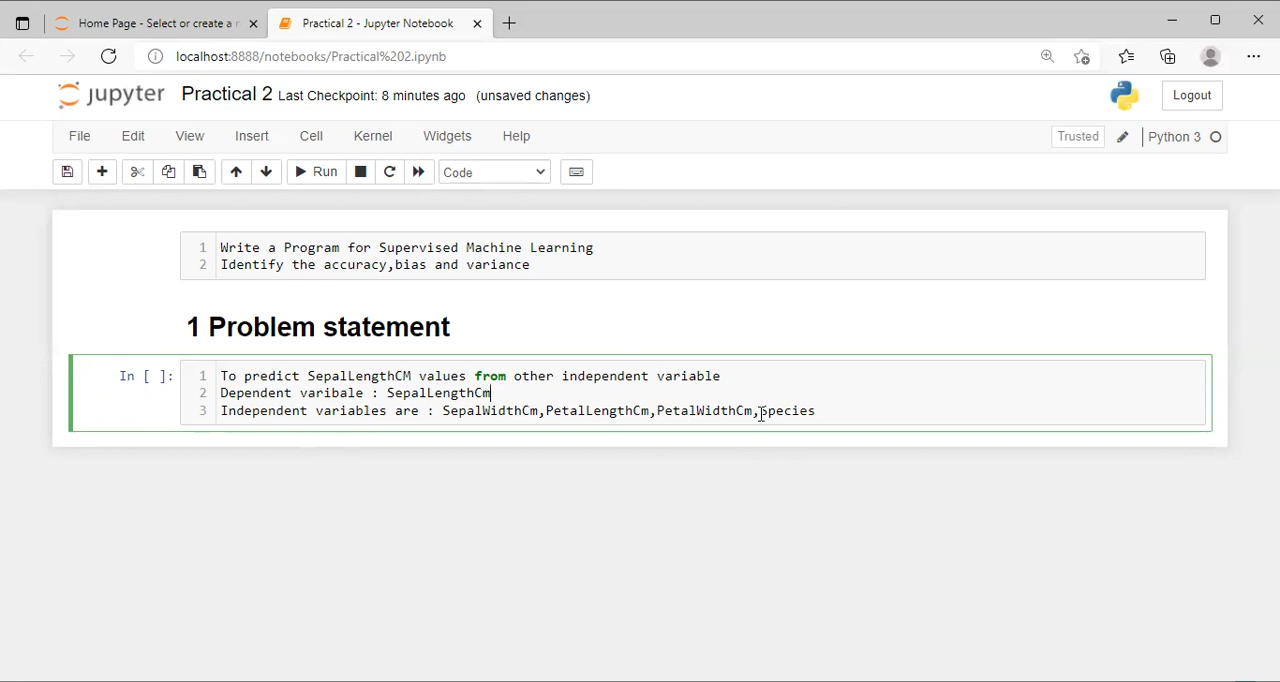 Home Page - Select or create a n
Practical 2 - Jupyter Notebook
localhost:8888/notebooks/Practical%202.ipynb
jupyter Practical 2 Last Checkpoint: 8 minutes ago (unsaved changes)
Logout
File Edit View Insert Cell Kernel Widgets Help
Trusted
Python 3
Run
Code
1 Write a Program for Supervised Machine Learning
2 Identify the accuracy,bias and variance
1 Problem statement
In [ ]:
1 To predict SepalLengthCM values from other independent variable
2 Dependent varibale : SepalLengthCm
3 Independent variables are : SepalWidthCm,PetalLengthCm,PetalWidthCm,Species